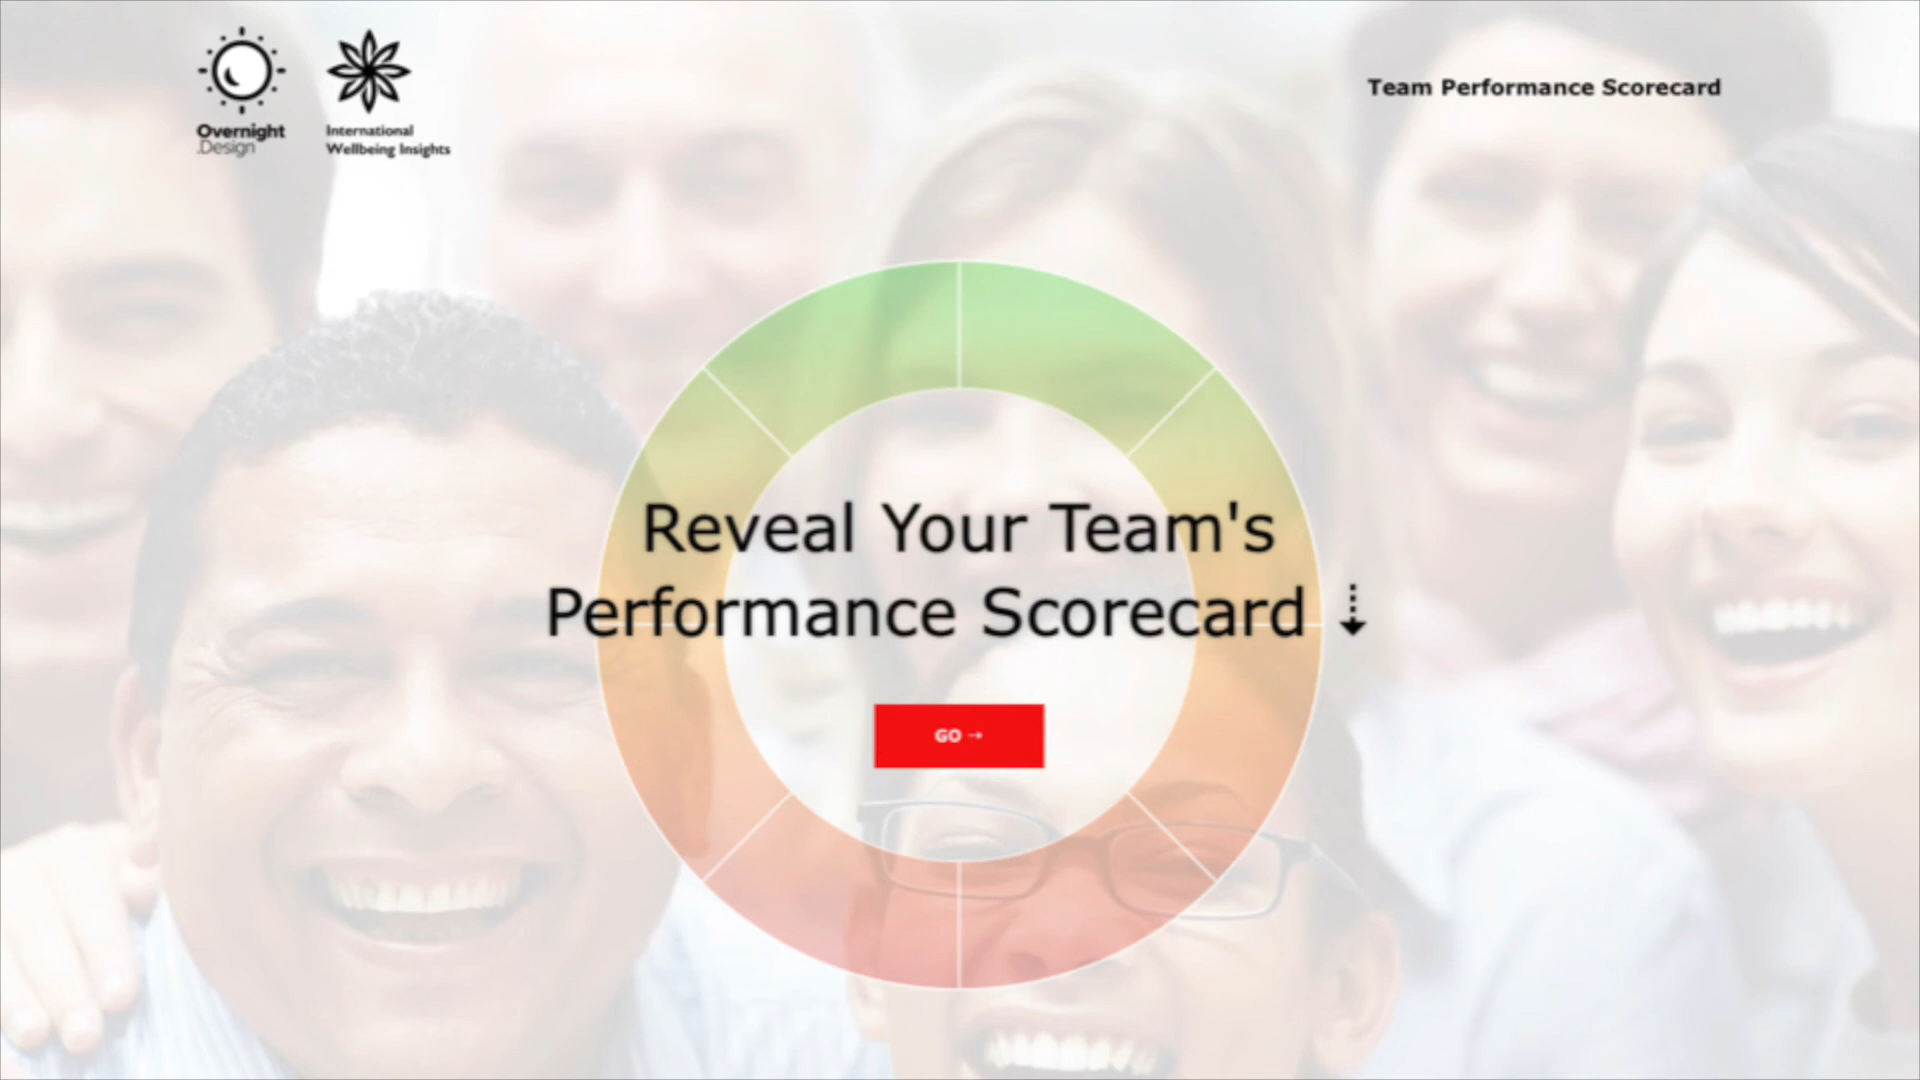 Overnight
.Design
International
Wellbeing Insights
Team Performance Scorecard
Reveal Your Team's
Performance Scorecard ⇣
GO →